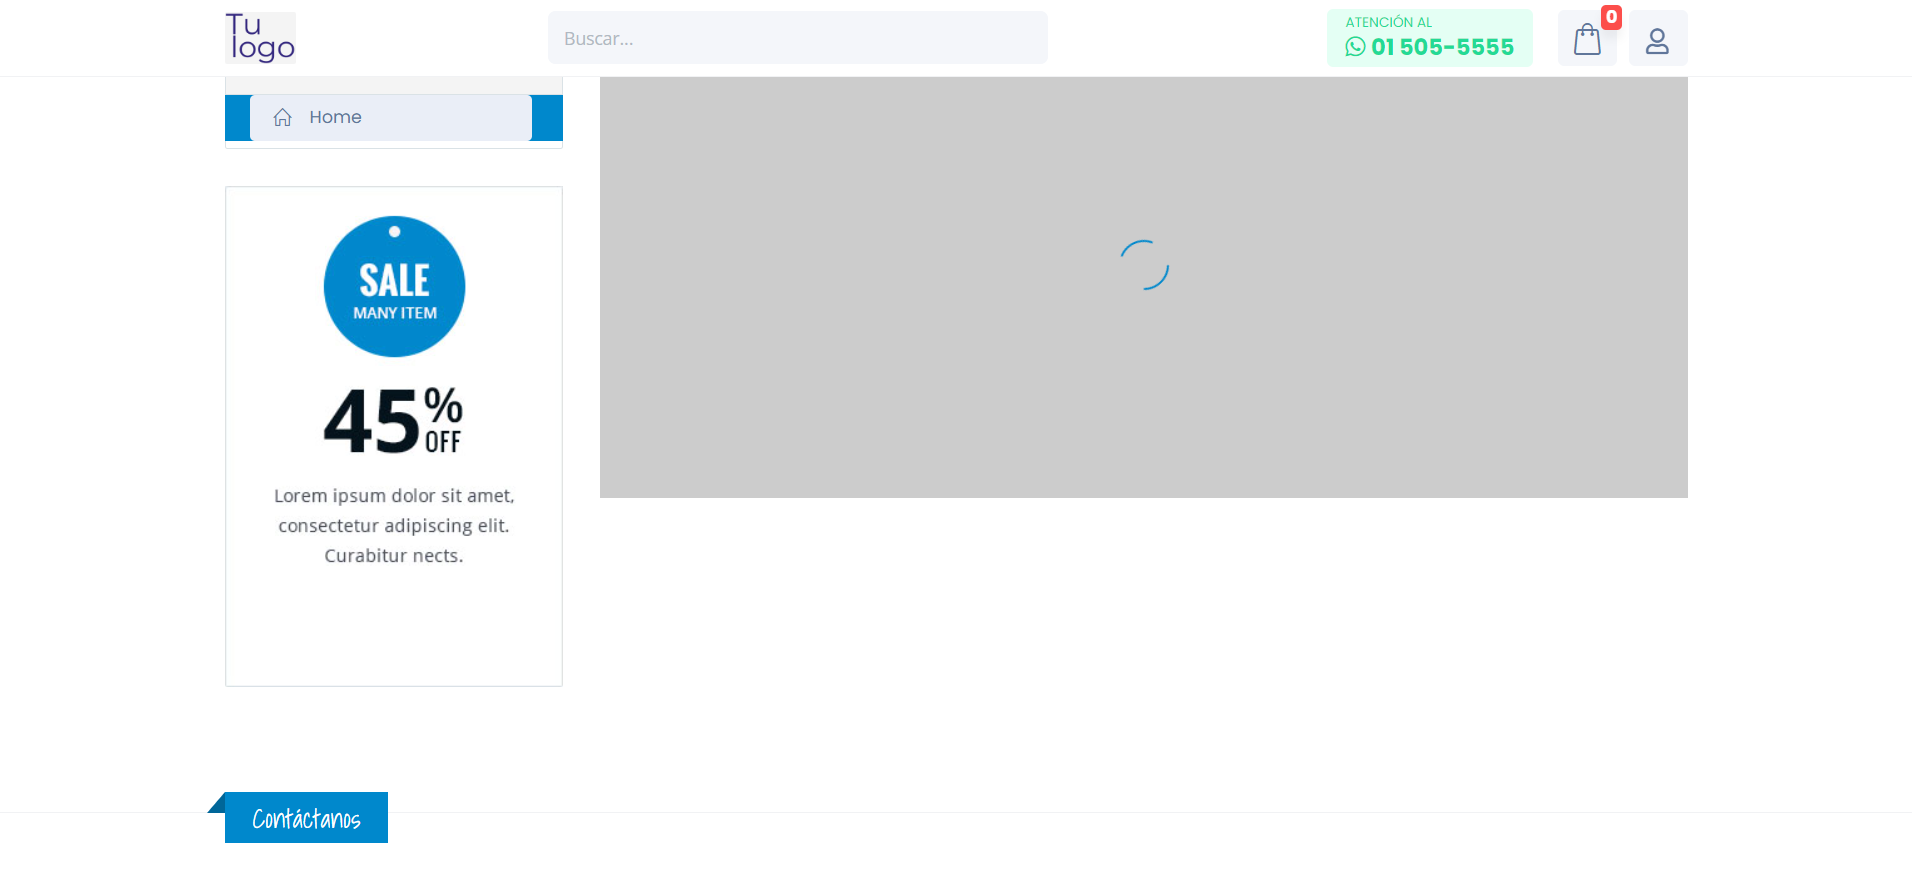 Tu
logo
Buscar...
ATENCIÓN AL
01 505-5555
0
Home
SALE
MANY ITEM
45%
OFF
Lorem ipsum dolor sit amet,
consectetur adipiscing elit.
Curabitur nects.
Contáctanos